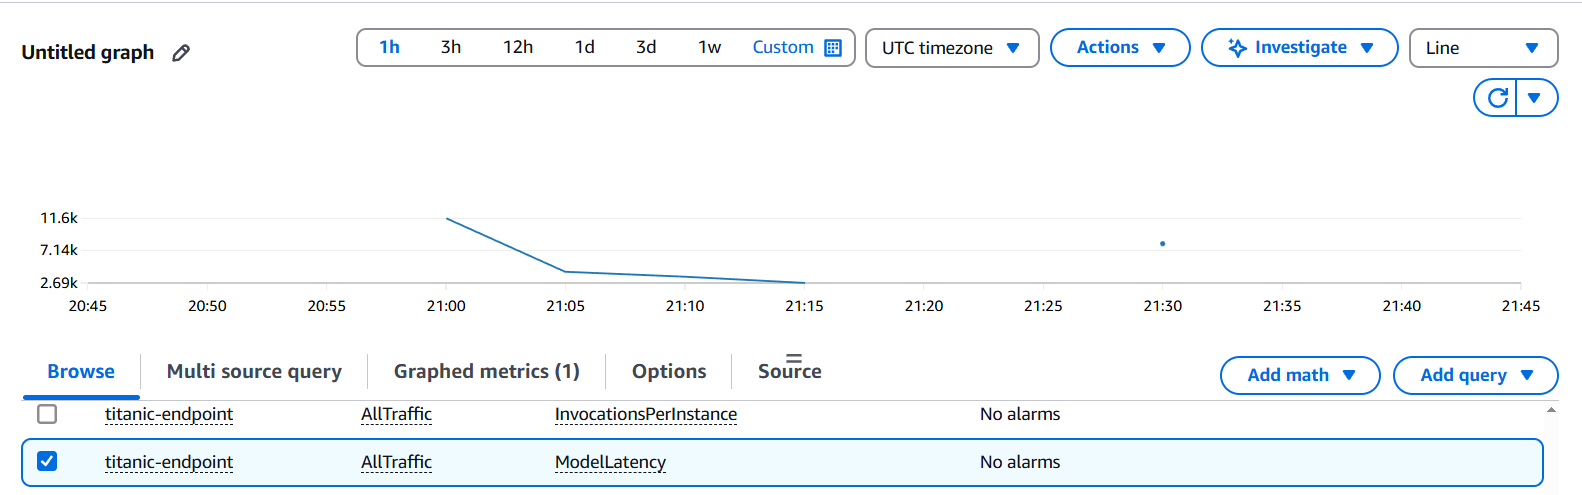 Untitled graph 1h 3h 12h 1d 3d 1w Custom UTC timezone Actions Investigate Line
11.6k
7.14k
2.69k
20:45 20:50 20:55 21:00 21:05 21:10 21:15 21:20 21:25 21:30 21:35 21:40 21:45
Browse Multi source query Graphed metrics (1) Options Source Add math Add query
titanic-endpoint AllTraffic InvocationsPerInstance No alarms
titanic-endpoint AllTraffic ModelLatency No alarms